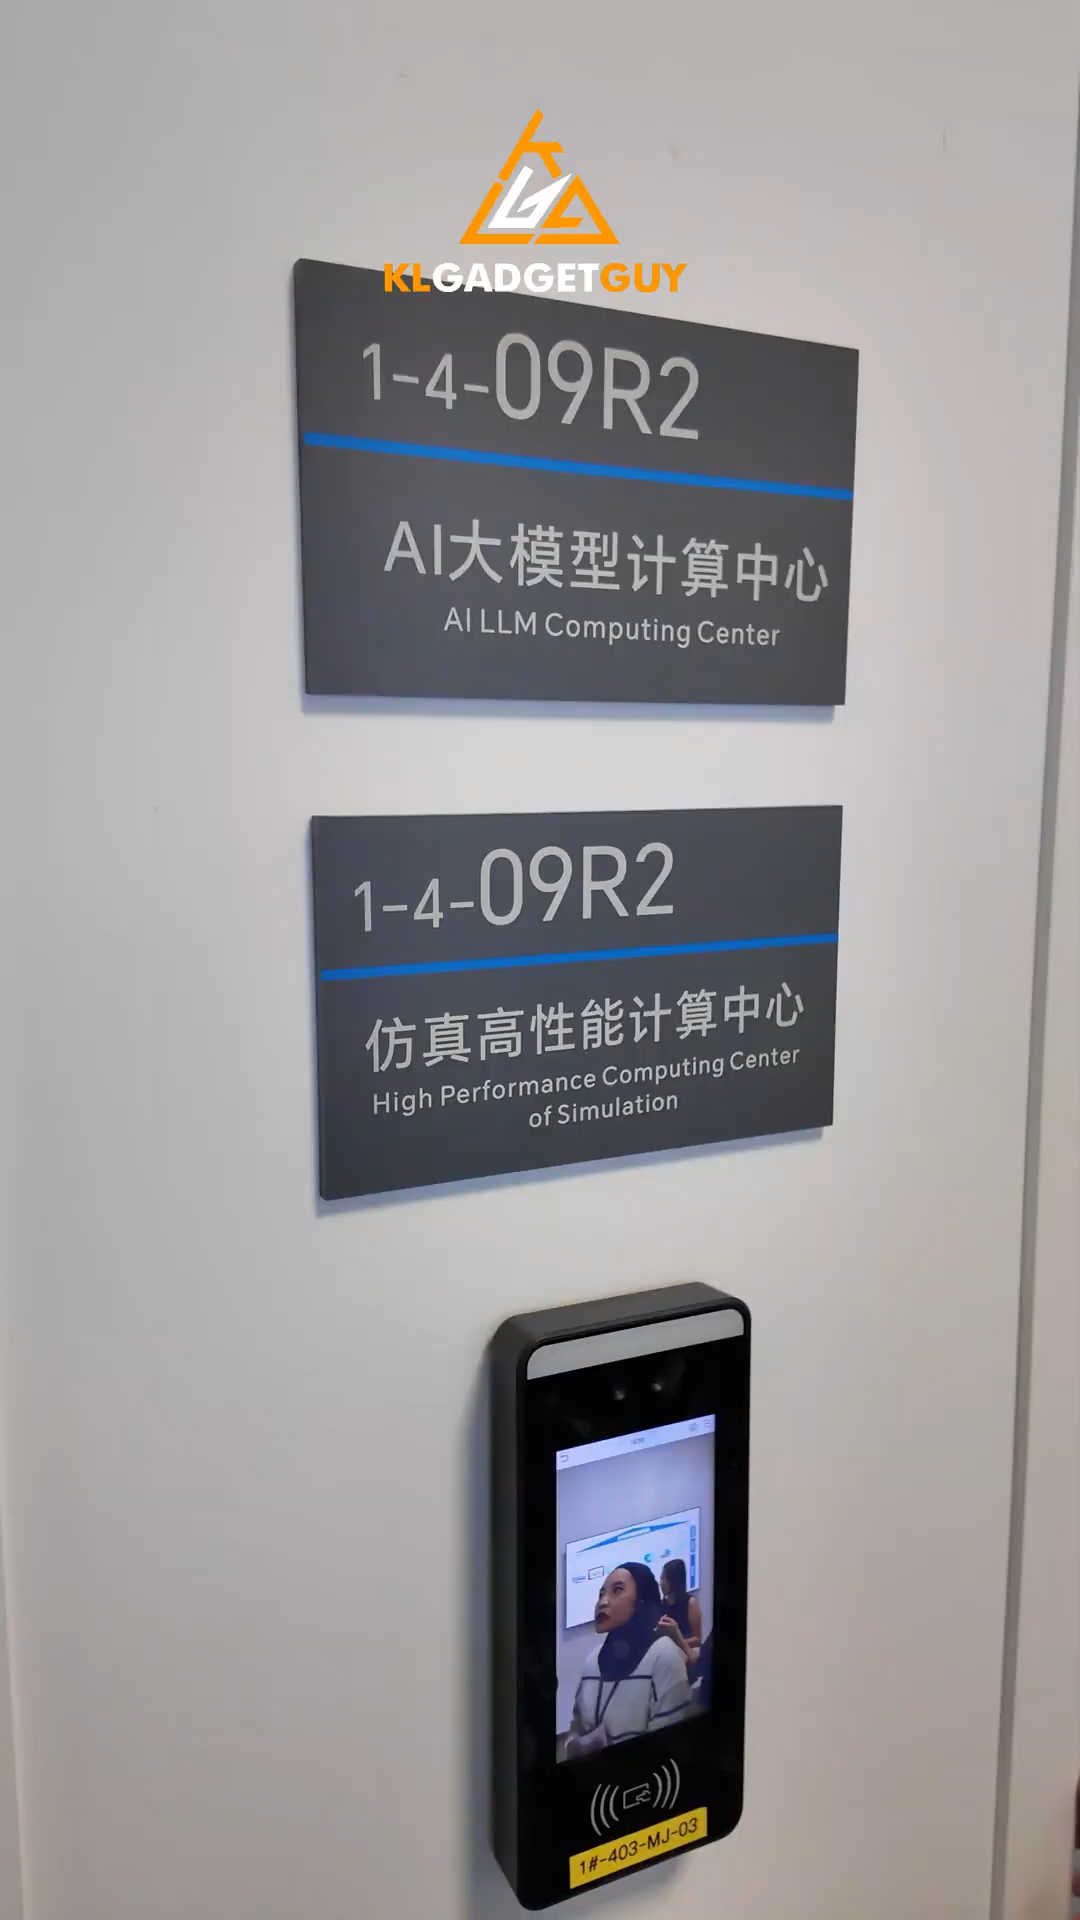 KLGADGETGUY
1-4-09R2
AI大模型计算中心
AI LLM Computing Center
1-4-09R2
仿真高性能计算中心
High Performance Computing Center
of Simulation
1#-403-MJ-03